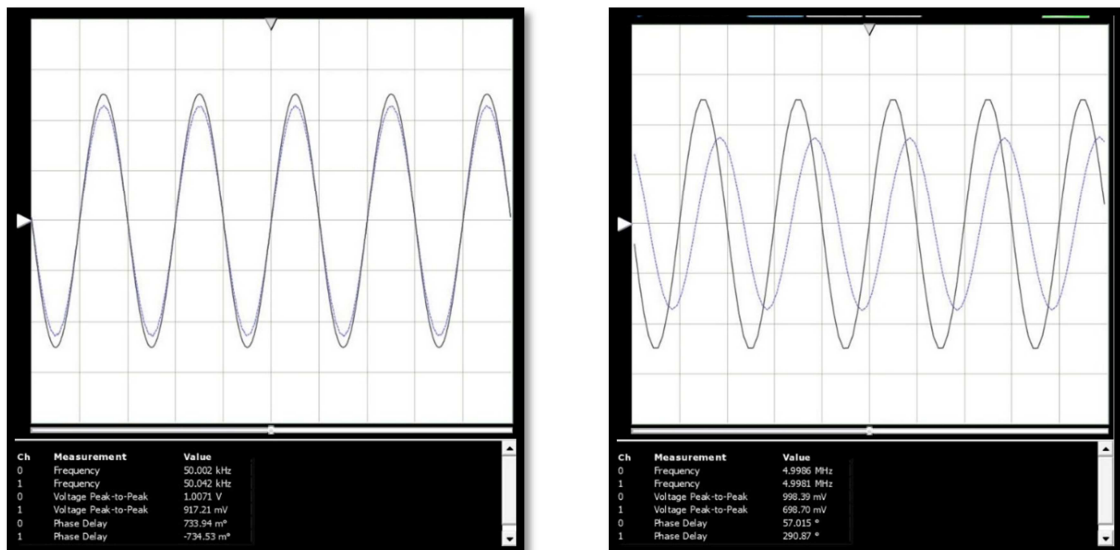 Ch Measurement Value
0 Frequency 50.002 kHz
1 Frequency 50.042 kHz
0 Voltage Peak-to-Peak 1.0071 V
1 Voltage Peak-to-Peak 917.21 mV
0 Phase Delay 733.94 m°
1 Phase Delay -734.53 m°
Ch Measurement Value
0 Frequency 4.9986 MHz
1 Frequency 4.9981 MHz
0 Voltage Peak-to-Peak 998.39 mV
1 Voltage Peak-to-Peak 698.70 mV
0 Phase Delay 57.015 °
1 Phase Delay 290.87 °